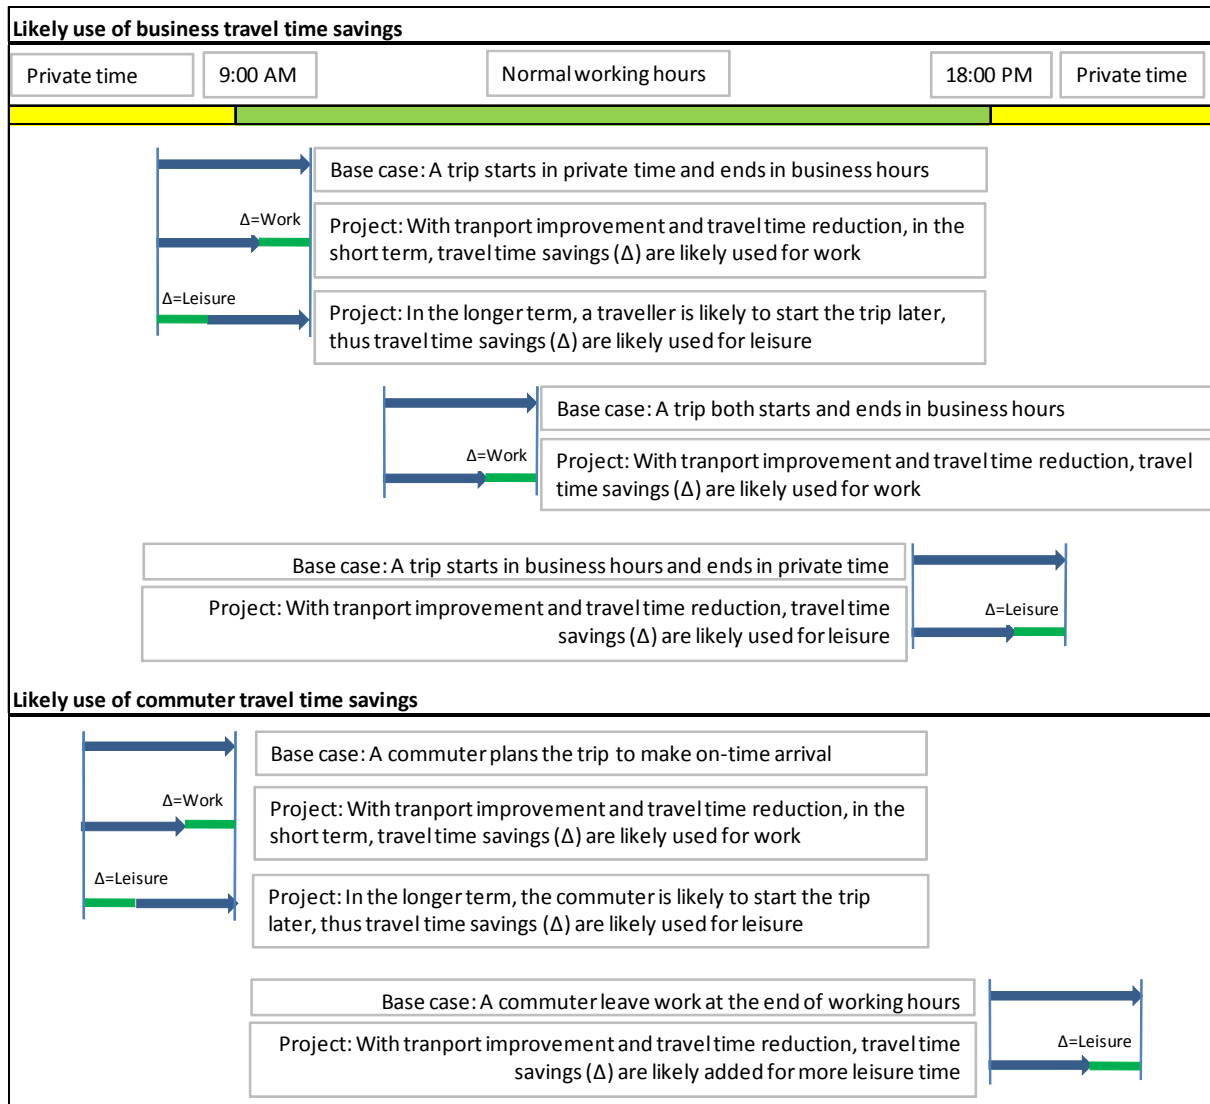 Likely use of business travel time savings
Private time
9:00 AM
Normal working hours
18:00 PM
Private time
Base case: A trip starts in private time and ends in business hours
Δ=Work
Project: With tranport improvement and travel time reduction, in the
short term, travel time savings (Δ) are likely used for work
Δ=Leisure
Project: In the longer term, a traveller is likely to start the trip later,
thus travel time savings (Δ) are likely used for leisure
Base case: A trip both starts and ends in business hours
Δ=Work
Project: With tranport improvement and travel time reduction, travel
time savings (Δ) are likely used for work
Base case: A trip starts in business hours and ends in private time
Project: With tranport improvement and travel time reduction, travel time
savings (Δ) are likely used for leisure
Δ=Leisure
Likely use of commuter travel time savings
Base case: A commuter plans the trip to make on-time arrival
Δ=Work
Project: With tranport improvement and travel time reduction, in the
short term, travel time savings (Δ) are likely used for work
Δ=Leisure
Project: In the longer term, the commuter is likely to start the trip
later, thus travel time savings (Δ) are likely used for leisure
Base case: A commuter leave work at the end of working hours
Project: With tranport improvement and travel time reduction, travel time
savings (Δ) are likely added for more leisure time
Δ=Leisure